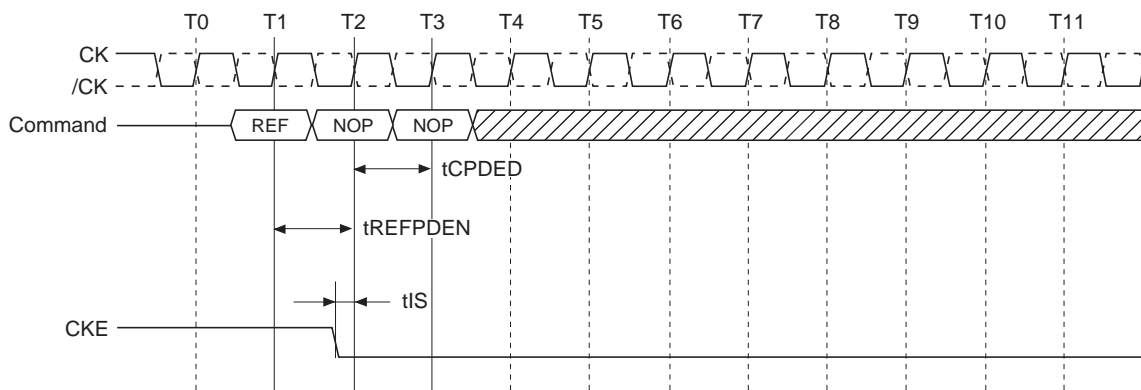 T0 T1 T2 T3 T4 T5 T6 T7 T8 T9 T10 T11
CK
/CK
Command REF NOP NOP
tCPDED
tREFPDEN
tIS
CKE